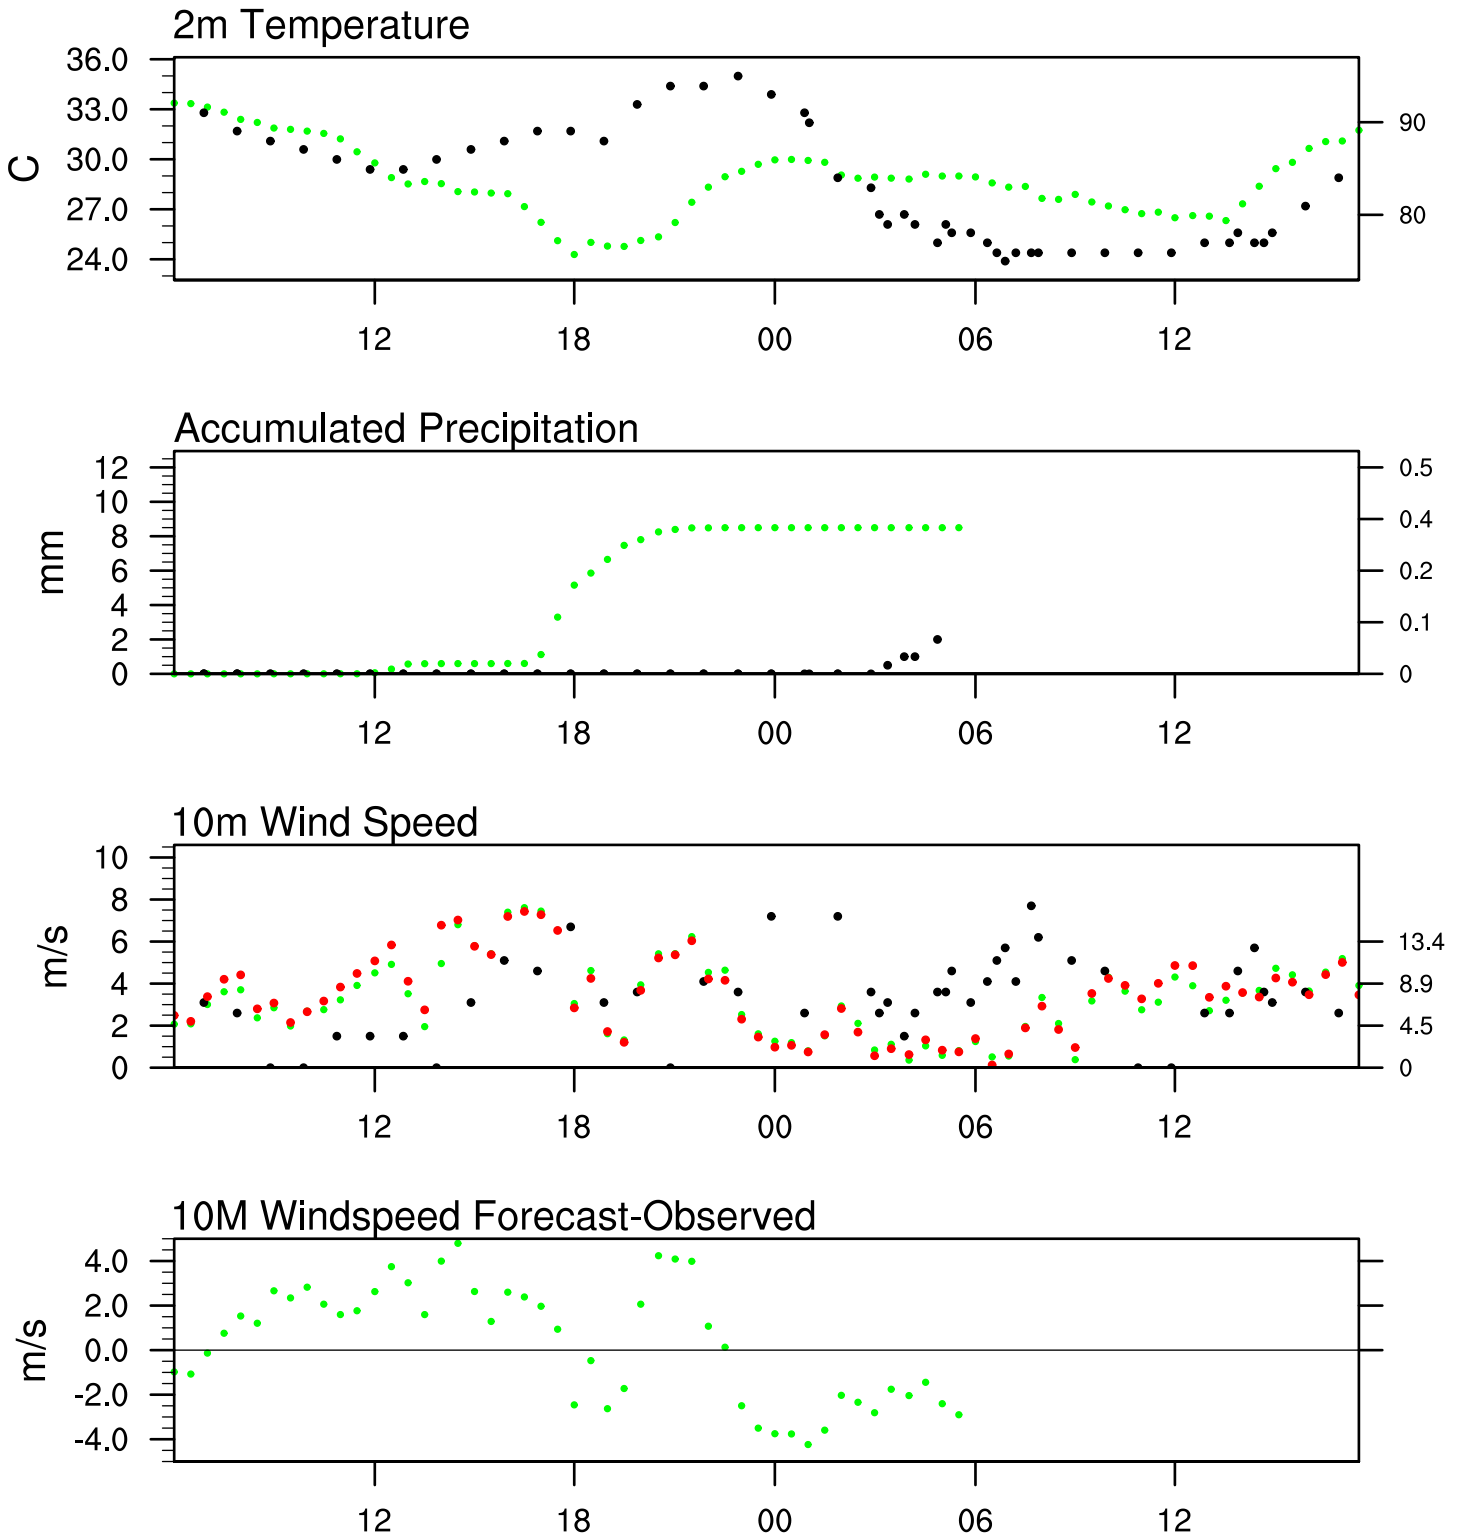 2m Temperature
36.0
33.0
30.0
27.0
24.0
C
90
80
12 18 00 06 12
Accumulated Precipitation
12
10
8
6
4
2
0
mm
0.5
0.4
0.2
0.1
0
12 18 00 06 12
10m Wind Speed
10
8
6
4
2
0
m/s
13.4
8.9
4.5
0
12 18 00 06 12
10M Windspeed Forecast-Observed
4.0
2.0
0.0
-2.0
-4.0
m/s
12 18 00 06 12